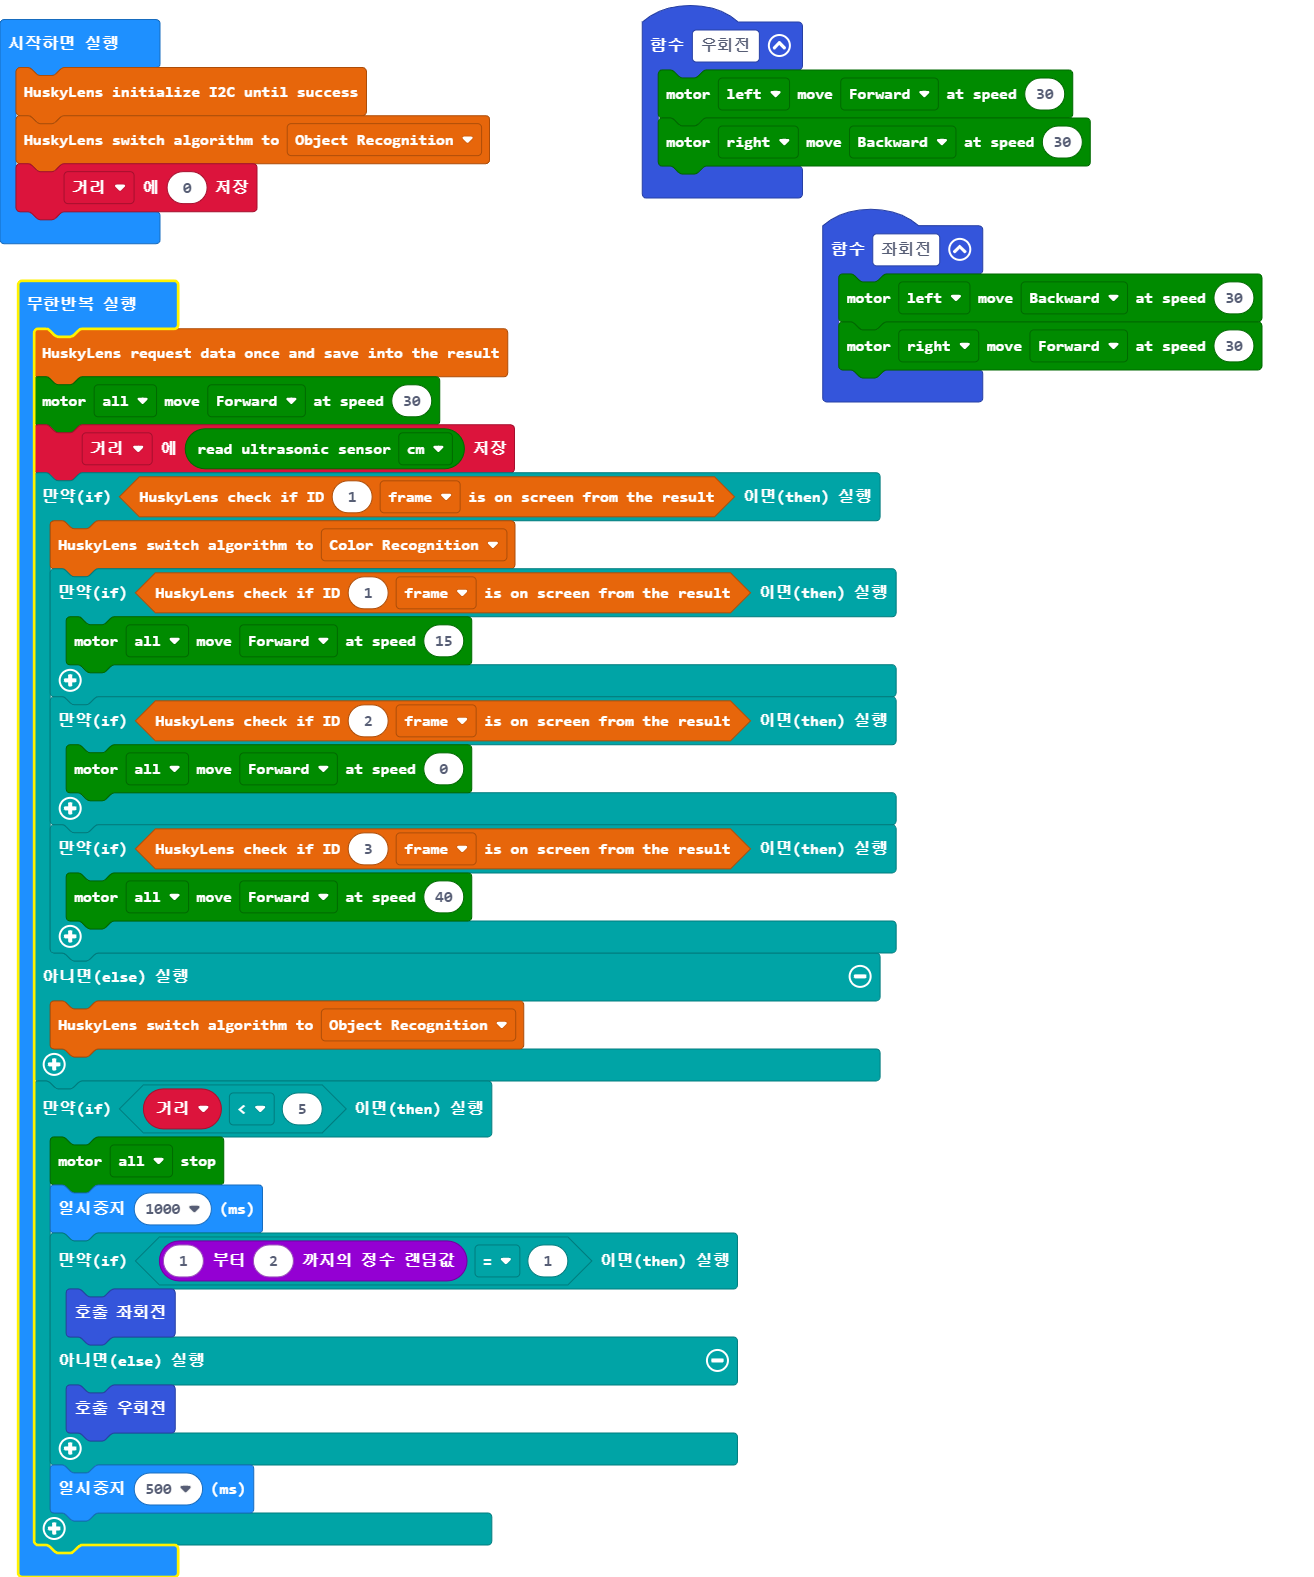 시작하면 실행
HuskyLens initialize I2C until success
HuskyLens switch algorithm to Object Recognition
거리 에 0 저장
함수 우회전
motor left move Forward at speed 30
motor right move Backward at speed 30
함수 좌회전
motor left move Backward at speed 30
motor right move Forward at speed 30
무한반복 실행
HuskyLens request data once and save into the result
motor all move Forward at speed 30
거리 에 read ultrasonic sensor cm 저장
만약(if) HuskyLens check if ID 1 frame is on screen from the result 이면(then) 실행
HuskyLens switch algorithm to Color Recognition
만약(if) HuskyLens check if ID 1 frame is on screen from the result 이면(then) 실행
motor all move Forward at speed 15
만약(if) HuskyLens check if ID 2 frame is on screen from the result 이면(then) 실행
motor all move Forward at speed 0
만약(if) HuskyLens check if ID 3 frame is on screen from the result 이면(then) 실행
motor all move Forward at speed 40
아니면(else) 실행
HuskyLens switch algorithm to Object Recognition
만약(if) 거리 < 5 이면(then) 실행
motor all stop
일시중지 1000 (ms)
만약(if) 1 부터 2 까지의 정수 랜덤값 = 1 이면(then) 실행
호출 좌회전
아니면(else) 실행
호출 우회전
일시중지 500 (ms)